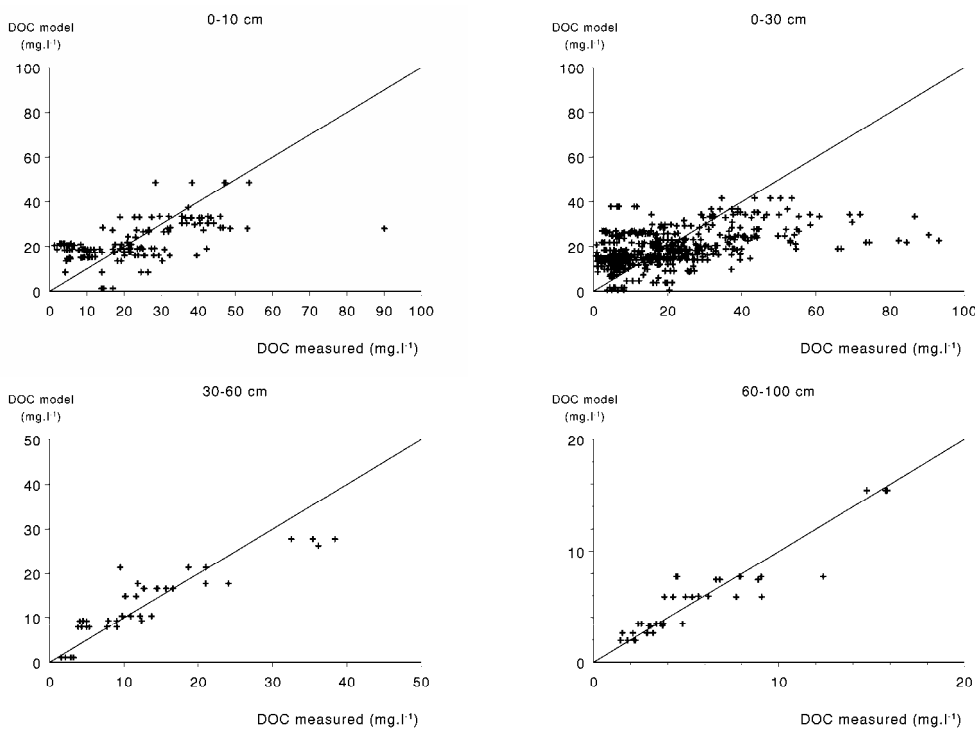 0-10 cm
DOC model
(mg.l-1)
100
80
60
40
20
0
0 10 20 30 40 50 60 70 80 90 100
DOC measured (mg.l-1)
0-30 cm
DOC model
(mg.l-1)
100
80
60
40
20
0
0 20 40 60 80 100
DOC measured (mg.l-1)
30-60 cm
DOC model
(mg.l-1)
50
40
30
20
10
0
0 10 20 30 40 50
DOC measured (mg.l-1)
60-100 cm
DOC model
(mg.l-1)
20
10
0
0 10 20
DOC measured (mg.l-1)